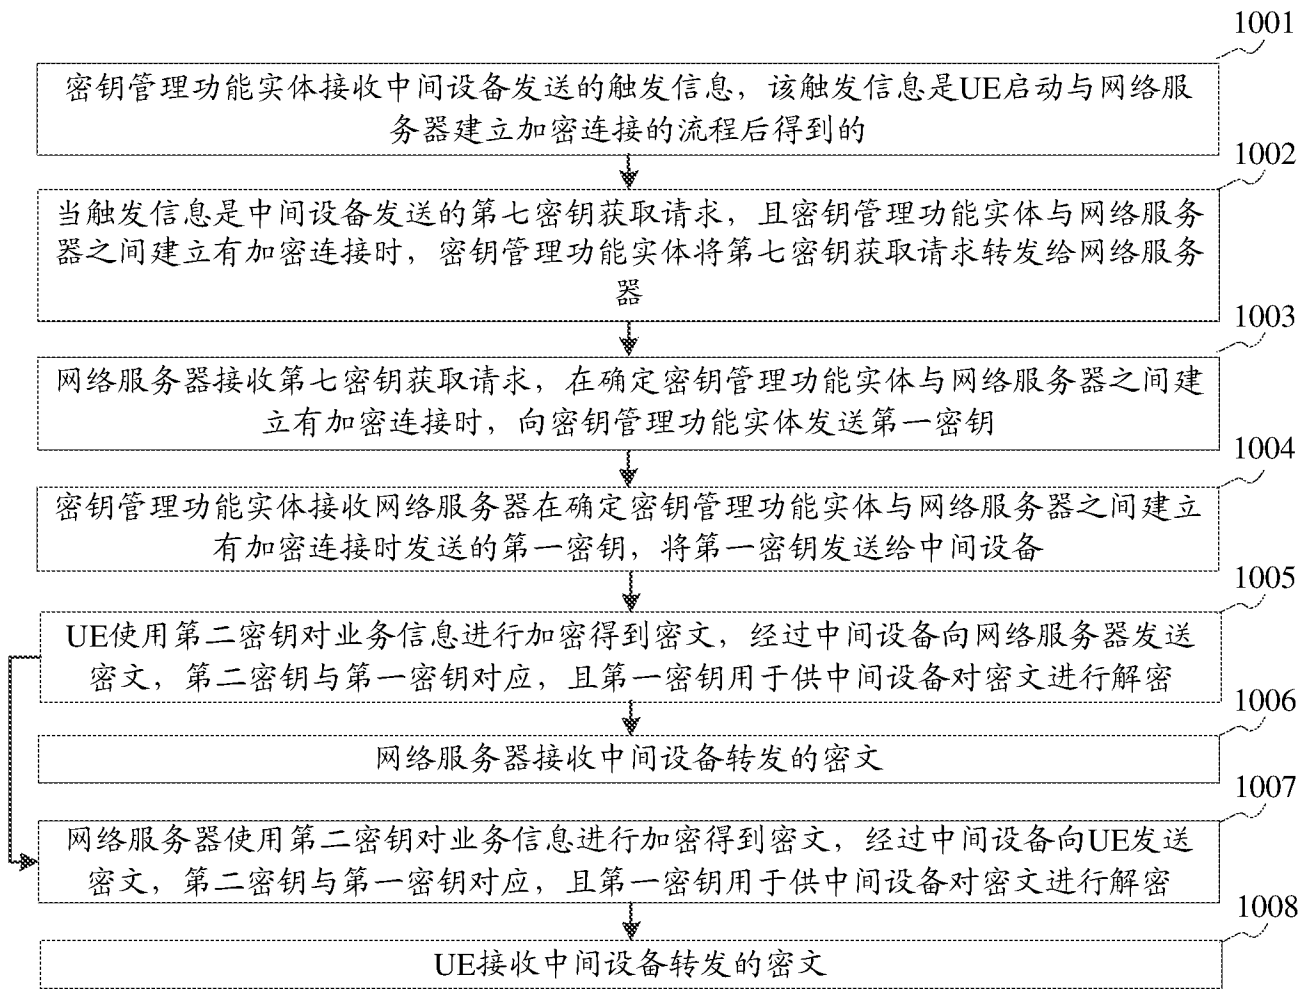 1001
密钥管理功能实体接收中间设备发送的触发信息，该触发信息是UE启动与网络服
务器建立加密连接的流程后得到的
1002
当触发信息是中间设备发送的第七密钥获取请求，且密钥管理功能实体与网络服务
器之间建立有加密连接时，密钥管理功能实体将第七密钥获取请求转发给网络服务
器
1003
网络服务器接收第七密钥获取请求，在确定密钥管理功能实体与网络服务器之间建
立有加密连接时，向密钥管理功能实体发送第一密钥
1004
密钥管理功能实体接收网络服务器在确定密钥管理功能实体与网络服务器之间建立
有加密连接时发送的第一密钥，将第一密钥发送给中间设备
1005
UE使用第二密钥对业务信息进行加密得到密文，经过中间设备向网络服务器发送
密文，第二密钥与第一密钥对应，且第一密钥用于供中间设备对密文进行解密
1006
网络服务器接收中间设备转发的密文
1007
网络服务器使用第二密钥对业务信息进行加密得到密文，经过中间设备向UE发送
密文，第二密钥与第一密钥对应，且第一密钥用于供中间设备对密文进行解密
1008
UE接收中间设备转发的密文